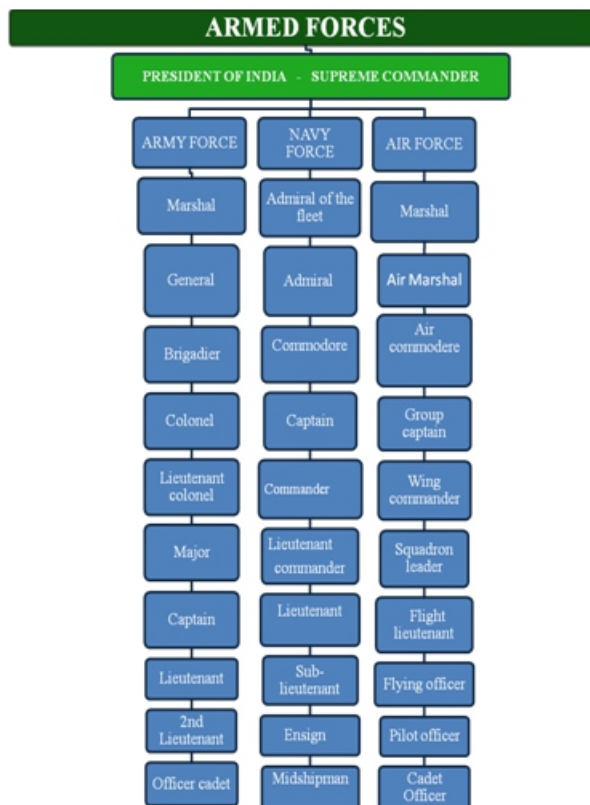 ARMED FORCES
PRESIDENT OF INDIA - SUPREME COMMANDER
ARMY FORCE
Marshal
General
Brigadier
Colonel
Lieutenant
colonel
Major
Captain
Lieutenant
2nd
Lieutenant
Officer cadet
NAVY
FORCE
Admiral of the
fleet
Admiral
Commodore
Captain
Commander
Lieutenant
commander
Lieutenant
Sub-
lieutenant
Ensign
Midshipman
AIR FORCE
Marshal
Air Marshal
Air
commodere
Group
captain
Wing
commander
Squadron
leader
Flight
lieutenant
Flying officer
Pilot officer
Cadet
Officer